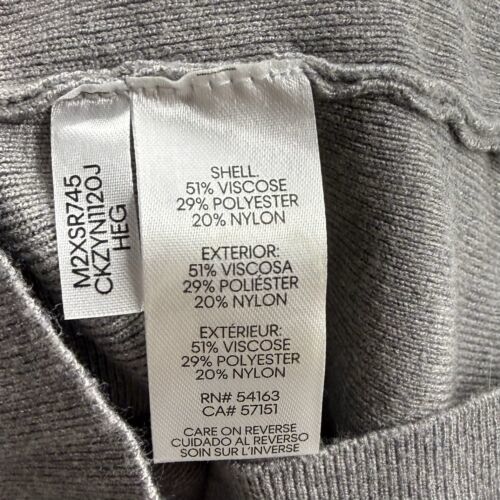 M2XSR745
CKZYN1120J
HEG
SHELL:
51% VISCOSE
29% POLYESTER
20% NYLON
EXTERIOR:
51% VISCOSA
29% POLIÉSTER
20% NYLON
EXTÉRIEUR:
51% VISCOSE
29% POLYESTER
20% NYLON
RN# 54163
CA# 57151
CARE ON REVERSE
CUIDADO AL REVERSO
SOIN SUR L'INVERSE